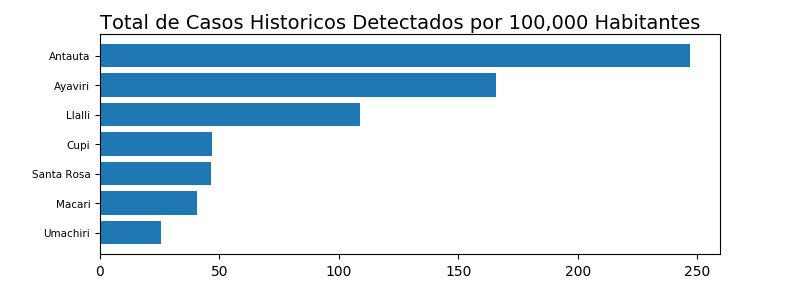 Total de Casos Historicos Detectados por 100,000 Habitantes
Antauta
Ayaviri
Llalli
Cupi
Santa Rosa
Macari
Umachiri
0 50 100 150 200 250